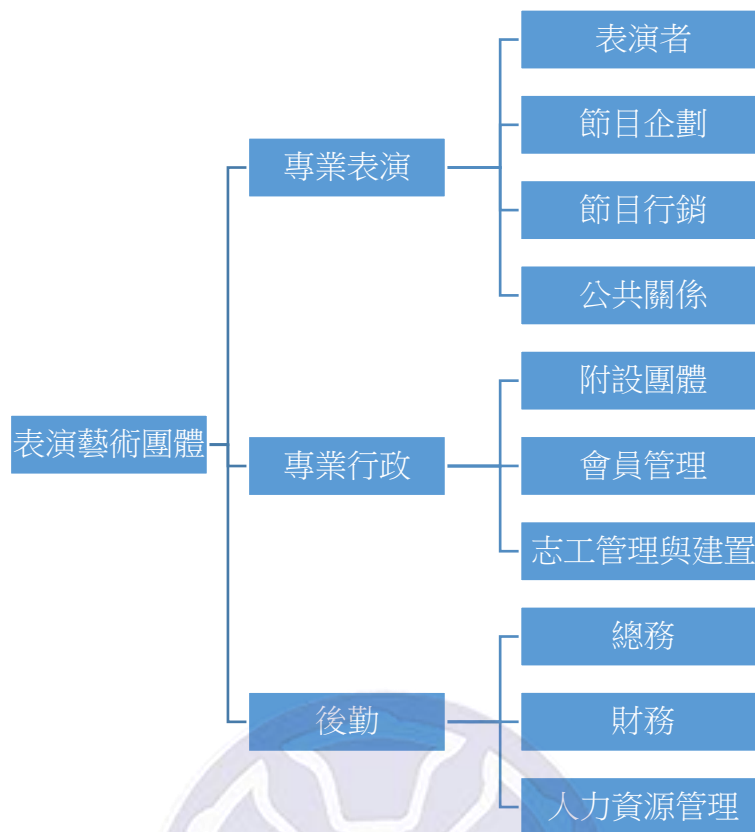 表演藝術團體
專業表演
表演者
節目企劃
節目行銷
公共關係
專業行政
附設團體
會員管理
志工管理與建置
後勤
總務
財務
人力資源管理